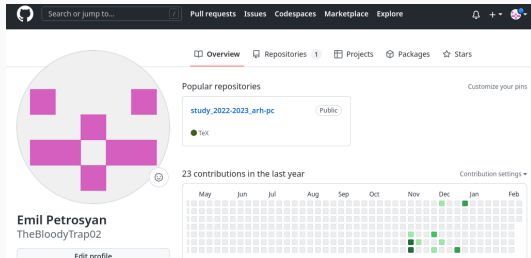 Search or jump to... /
Pull requests Issues Codespaces Marketplace Explore
Overview Repositories 1 Projects Packages Stars
Popular repositories Customize your pins
study_2022-2023_arh-pc Public
TeX
23 contributions in the last year Contribution settings
May Jun Jul Aug Sep Oct Nov Dec Jan Feb
Emil Petrosyan
TheBloodyTrap02
Edit profile